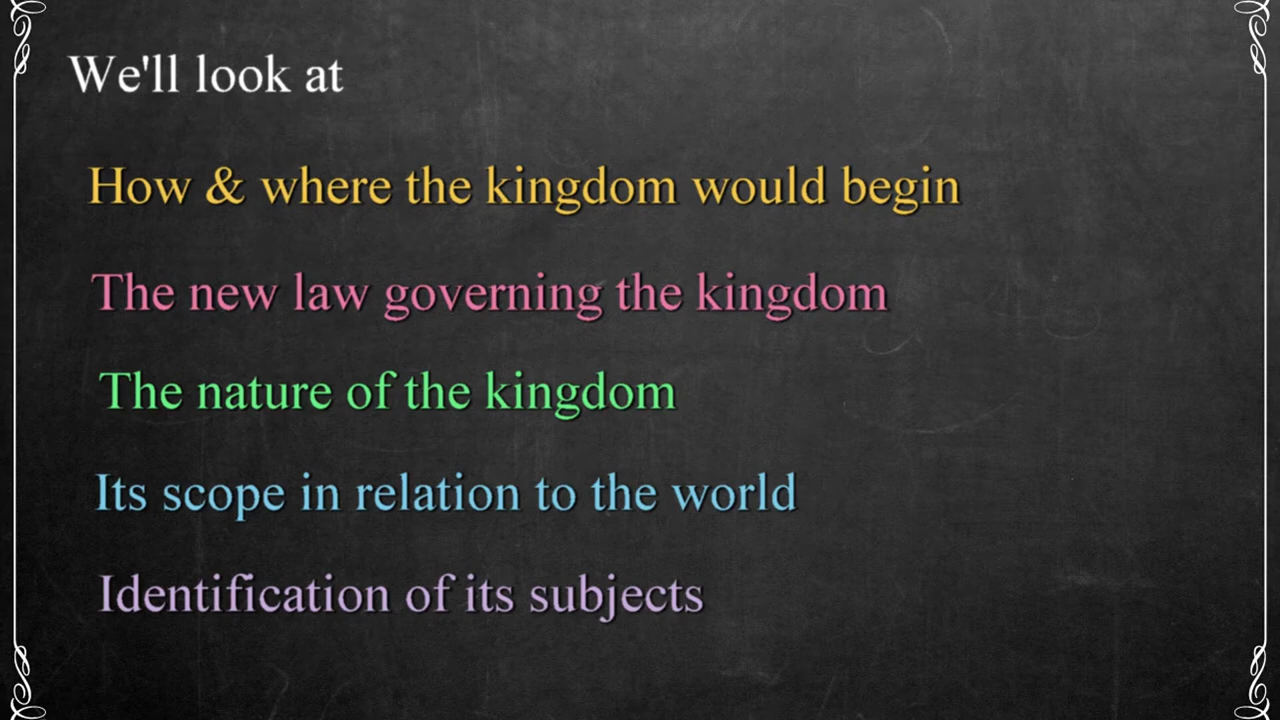 We'll look at
How & where the kingdom would begin
The new law governing the kingdom
The nature of the kingdom
Its scope in relation to the world
Identification of its subjects